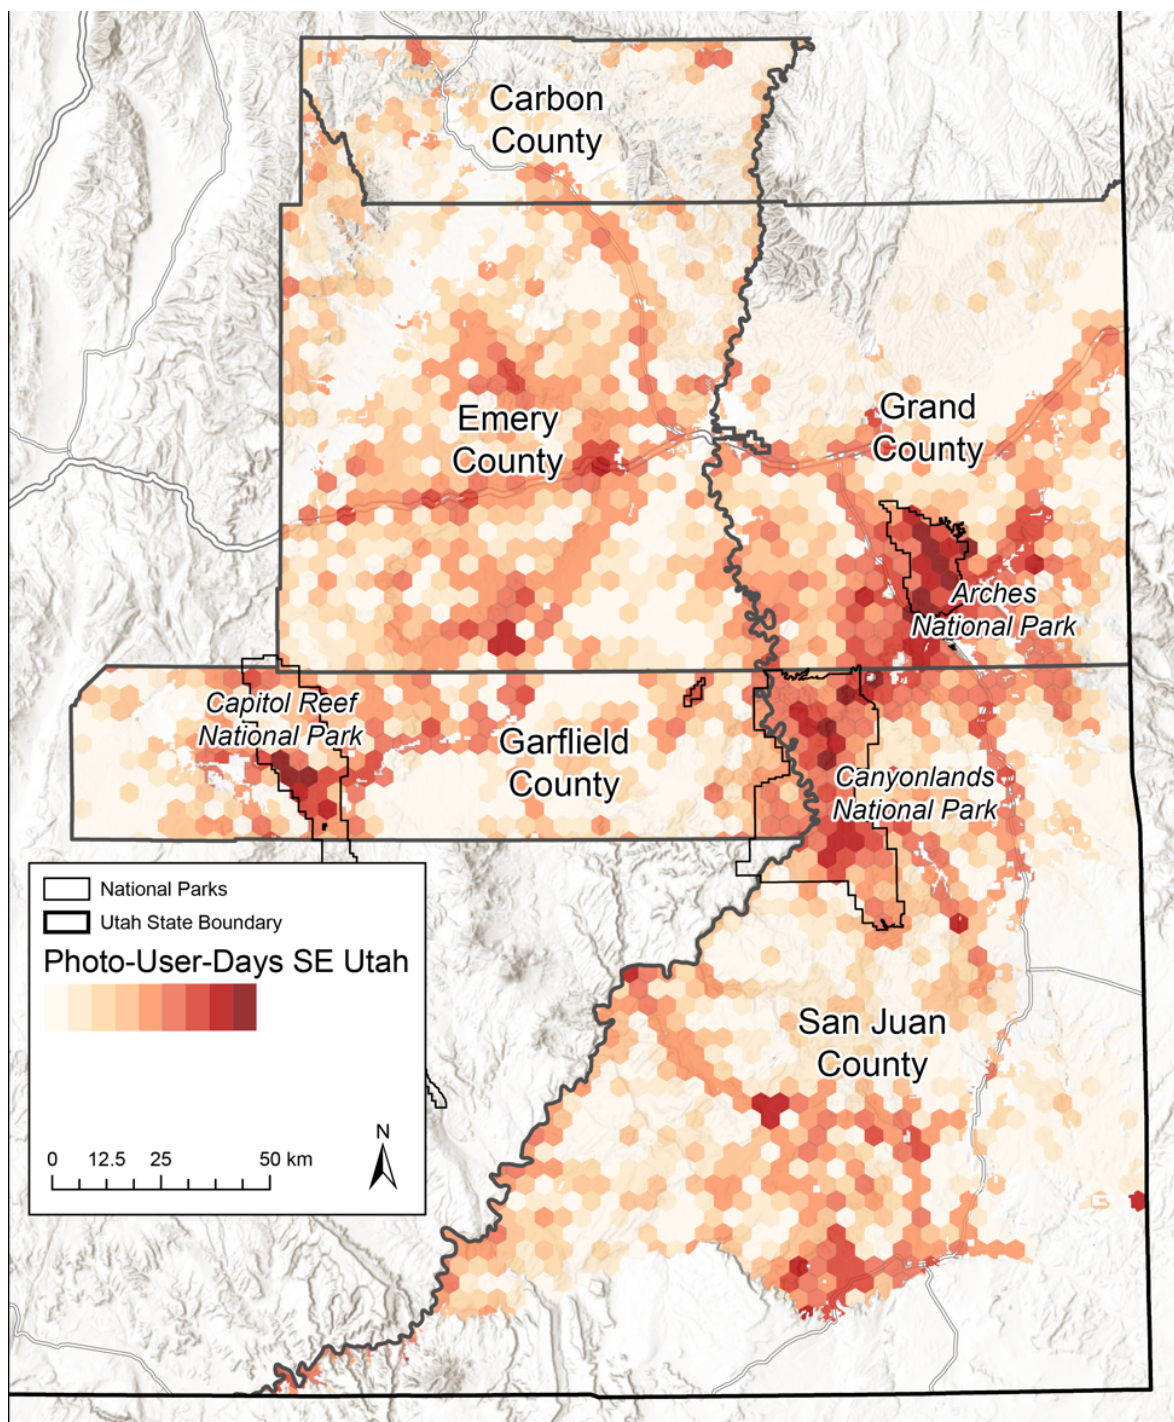 Carbon
County
Emery
County
Grand
County
Arches
National Park
Capitol Reef
National Park
Garflield
County
Canyonlands
National Park
National Parks
Utah State Boundary
Photo-User-Days SE Utah
N
0 12.5 25 50 km
San Juan
County